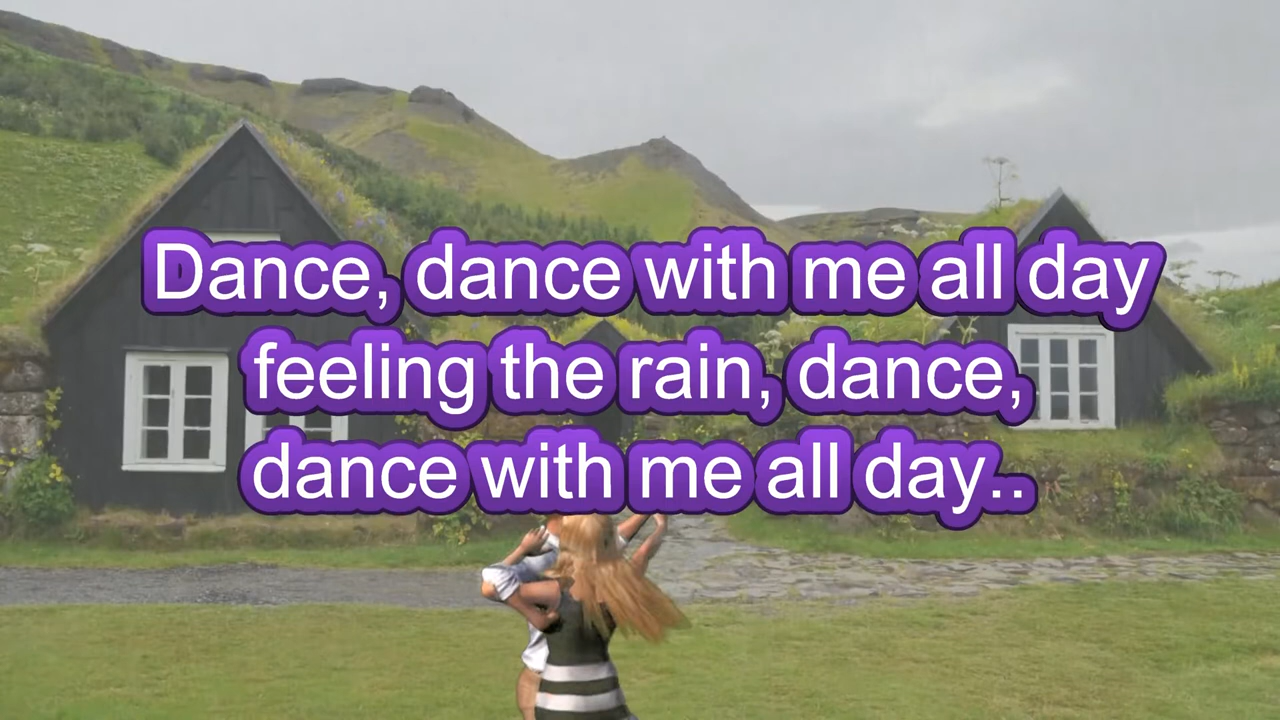 Dance, dance with me all day
feeling the rain, dance,
dance with me all day..